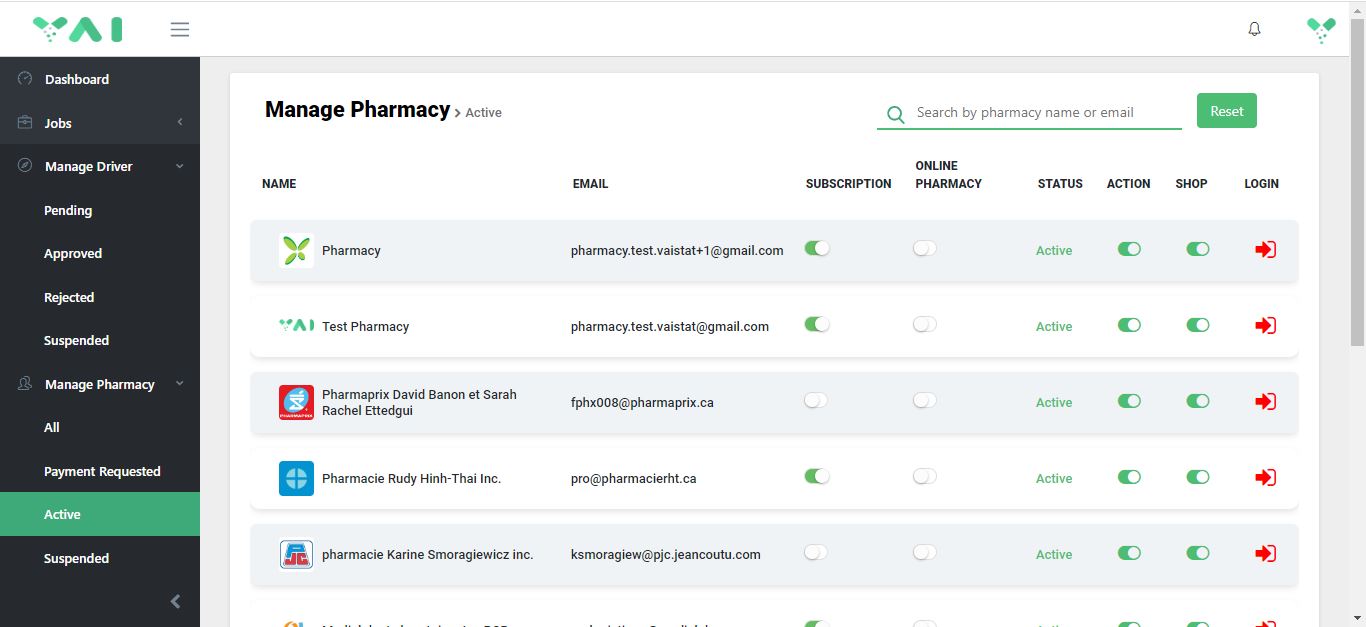 VAI
Dashboard
Jobs
Manage Driver
Pending
Approved
Rejected
Suspended
Manage Pharmacy
All
Payment Requested
Active
Suspended
Manage Pharmacy > Active
Search by pharmacy name or email
Reset
NAME EMAIL SUBSCRIPTION ONLINE PHARMACY STATUS ACTION SHOP LOGIN
Pharmacy pharmacy.test.vaistat+1@gmail.com Active
VAI Test Pharmacy pharmacy.test.vaistat@gmail.com Active
PHARMAPRIX
Pharmaprix David Banon et Sarah
Rachel Ettedgui
fphx008@pharmaprix.ca Active
Pharmacie Rudy Hinh-Thai Inc. pro@pharmacierht.ca Active
PJC pharmacie Karine Smoragiewicz inc. ksmoragiew@pjc.jeancoutu.com Active